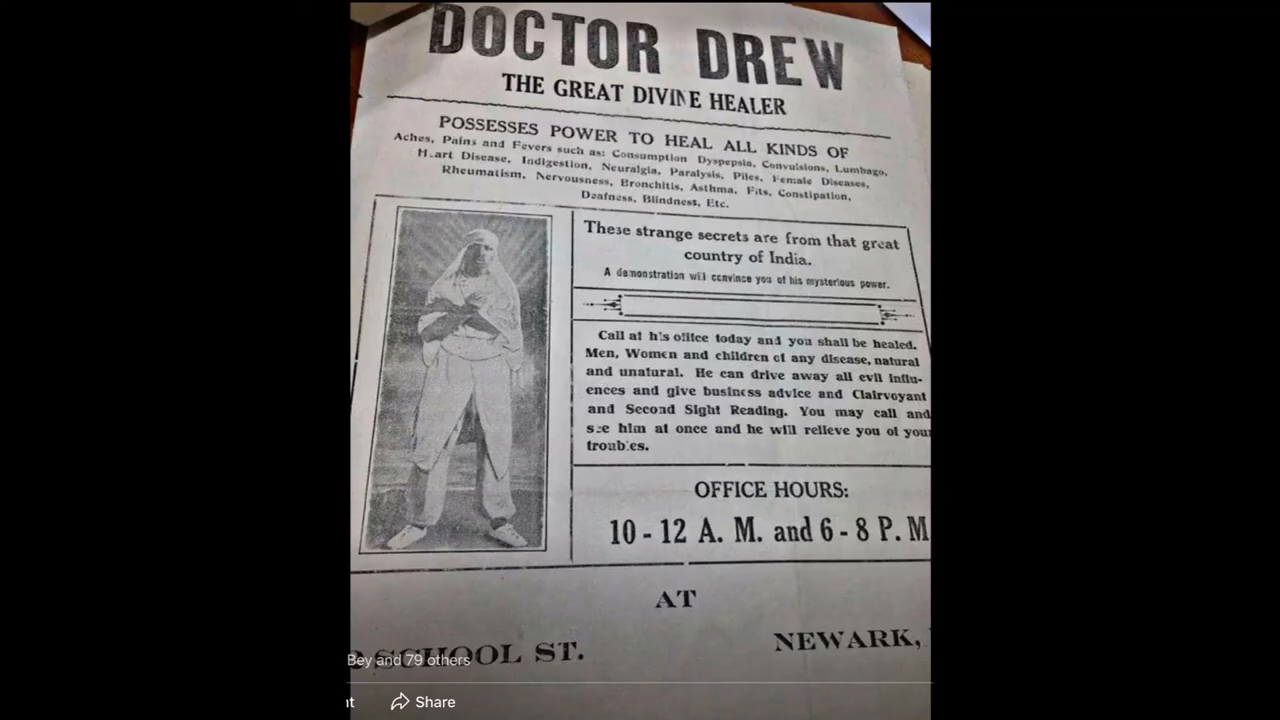 DOCTOR DREW
THE GREAT DIVINE HEALER
POSSESSES POWER TO HEAL ALL KINDS OF
Aches, Pains and Fevers such as: Consumption Dyspepsia, Convulsions, Lumbago,
Heart Disease, Indigestion, Neuralgia, Paralysis, Piles, Female Diseases,
Rheumatism, Nervousness, Bronchitis, Asthma, Fits, Constipation,
Deafness, Blindness, Etc.
These strange secrets are from that great
country of India.
A demonstration will convince you of his mysterious power.
Call at his office today and you shall be healed.
Men, Women and children of any disease, natural
and unnatural. He can drive away all evil influ-
ences and give business advice and Clairvoyant
and Second Sight Reading. You may call and
see him at once and he will relieve you of your
troubles.
OFFICE HOURS:
10 - 12 A. M. and 6 - 8 P. M
AT
SCHOOL ST.
NEWARK,
Bey and 79 others
Share